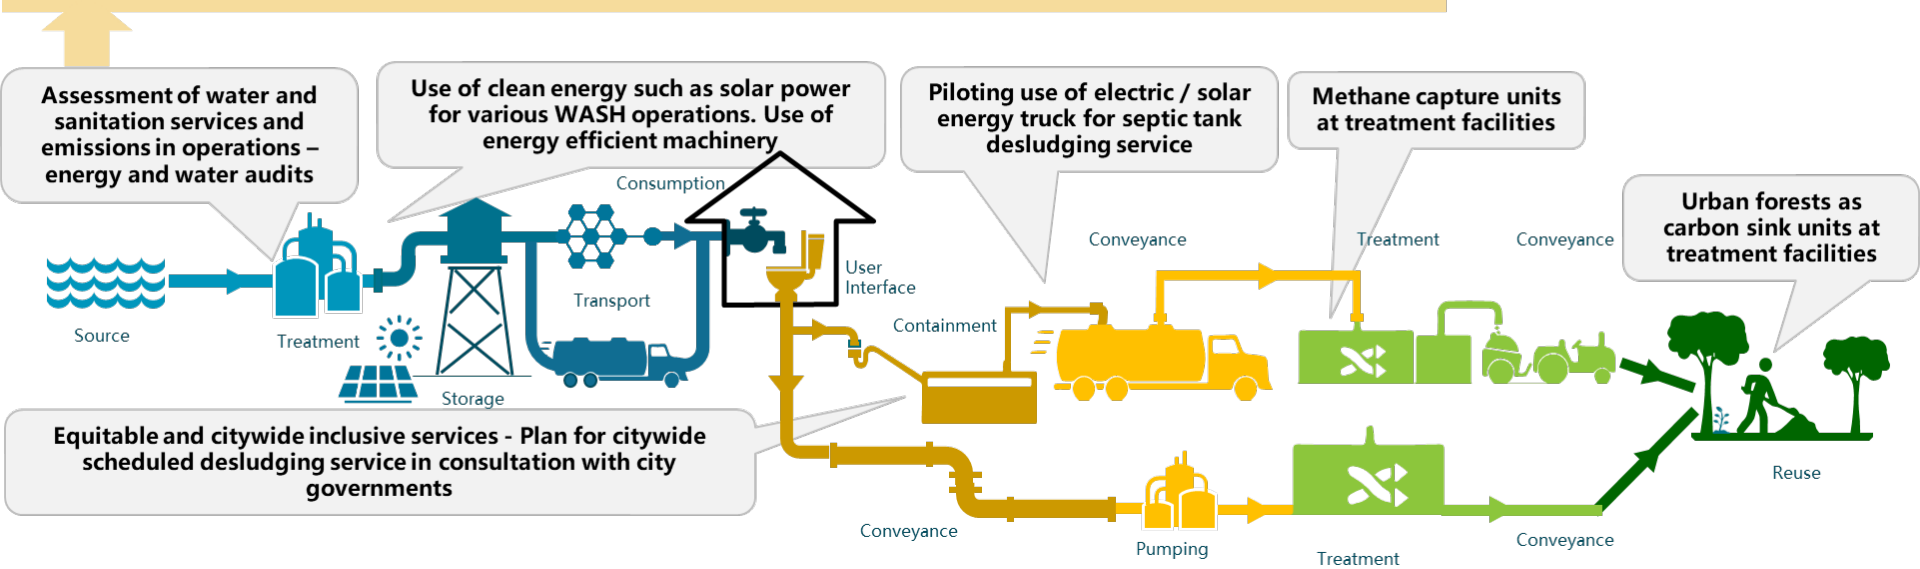 Assessment of water and
sanitation services and
emissions in operations –
energy and water audits
Use of clean energy such as solar power
for various WASH operations. Use of
energy efficient machinery
Piloting use of electric / solar
energy truck for septic tank
desludging service
Methane capture units
at treatment facilities
Urban forests as
carbon sink units at
treatment facilities
Consumption
Conveyance
Treatment
Conveyance
User
Interface
Transport
Containment
Source
Treatment
Storage
Equitable and citywide inclusive services - Plan for citywide
scheduled desludging service in consultation with city
governments
Reuse
Conveyance
Pumping
Treatment
Conveyance